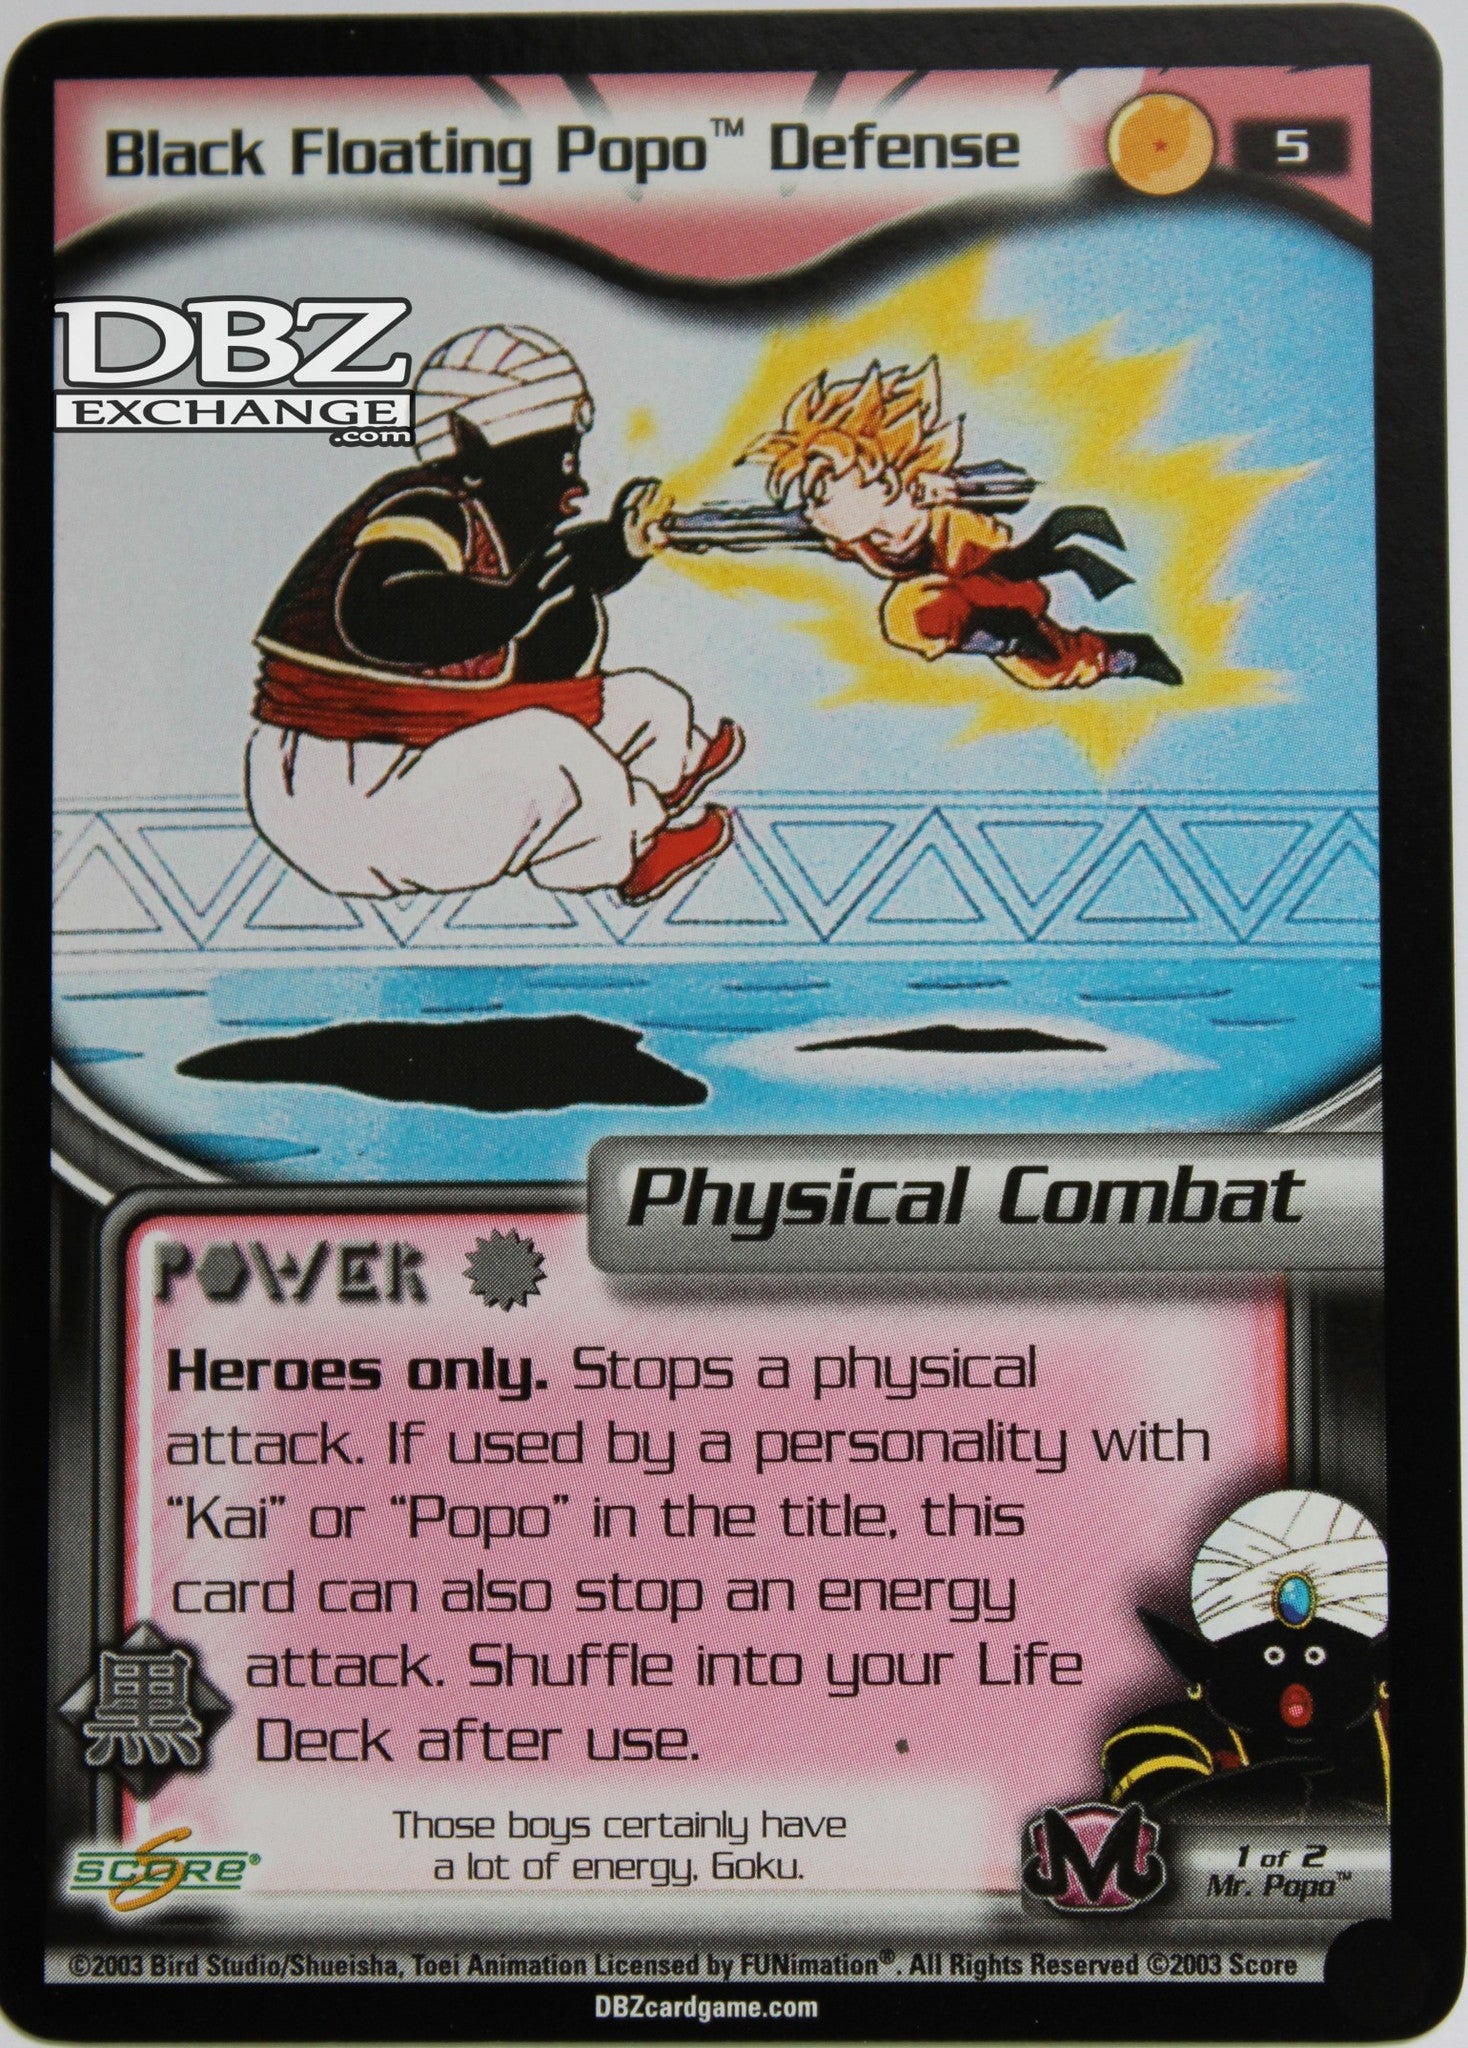 Black Floating Popo™ Defense
5
DBZ
EXCHANGE
.com
Physical Combat
POWER
Heroes only. Stops a physical
attack. If used by a personality with
"Kai" or "Popo" in the title, this
card can also stop an energy
attack. Shuffle into your Life
Deck after use.
黒
Those boys certainly have
a lot of energy, Goku.
SCORE®
M
1 of 2
Mr. Popo™
©2003 Bird Studio/Shueisha, Toei Animation Licensed by FUNimation®. All Rights Reserved ©2003 Score
DBZcardgame.com